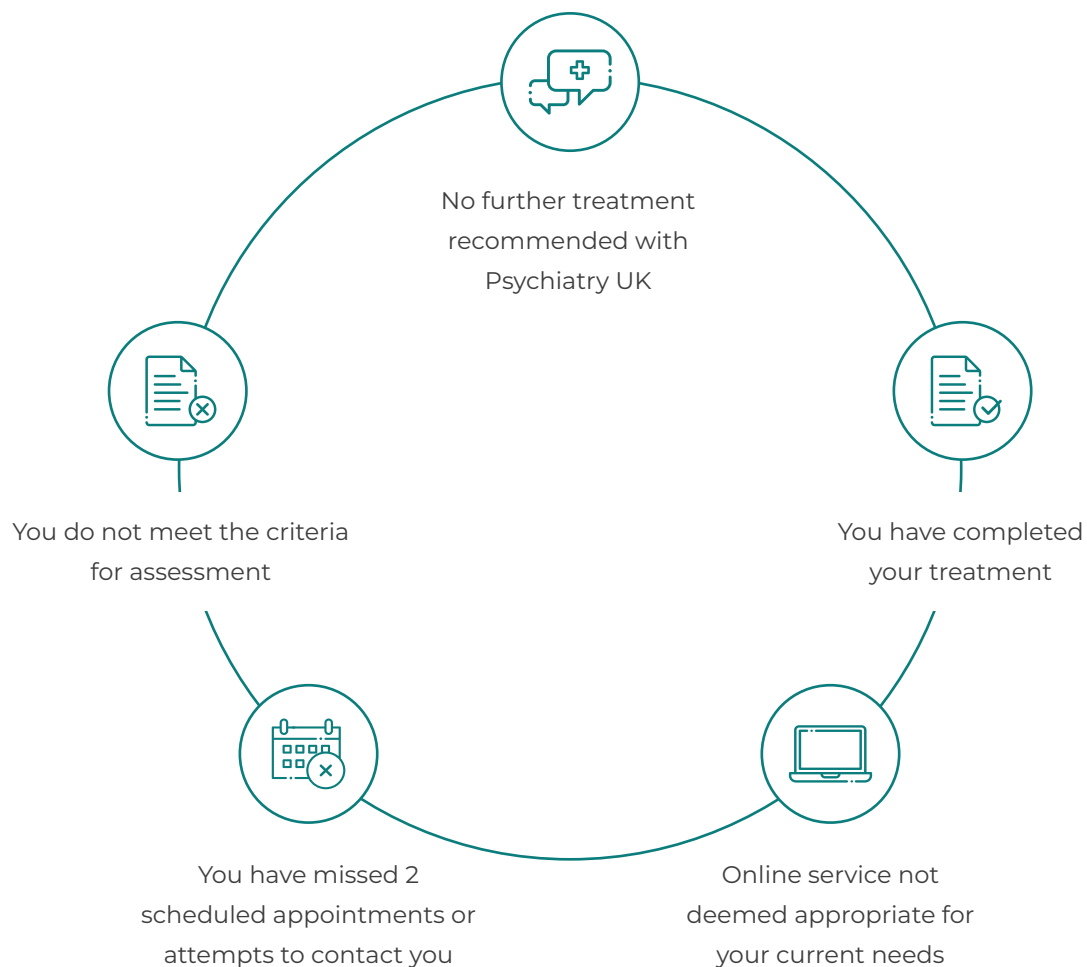 No further treatment
recommended with
Psychiatry UK
You do not meet the criteria
for assessment
You have completed
your treatment
You have missed 2
scheduled appointments or
attempts to contact you
Online service not
deemed appropriate for
your current needs